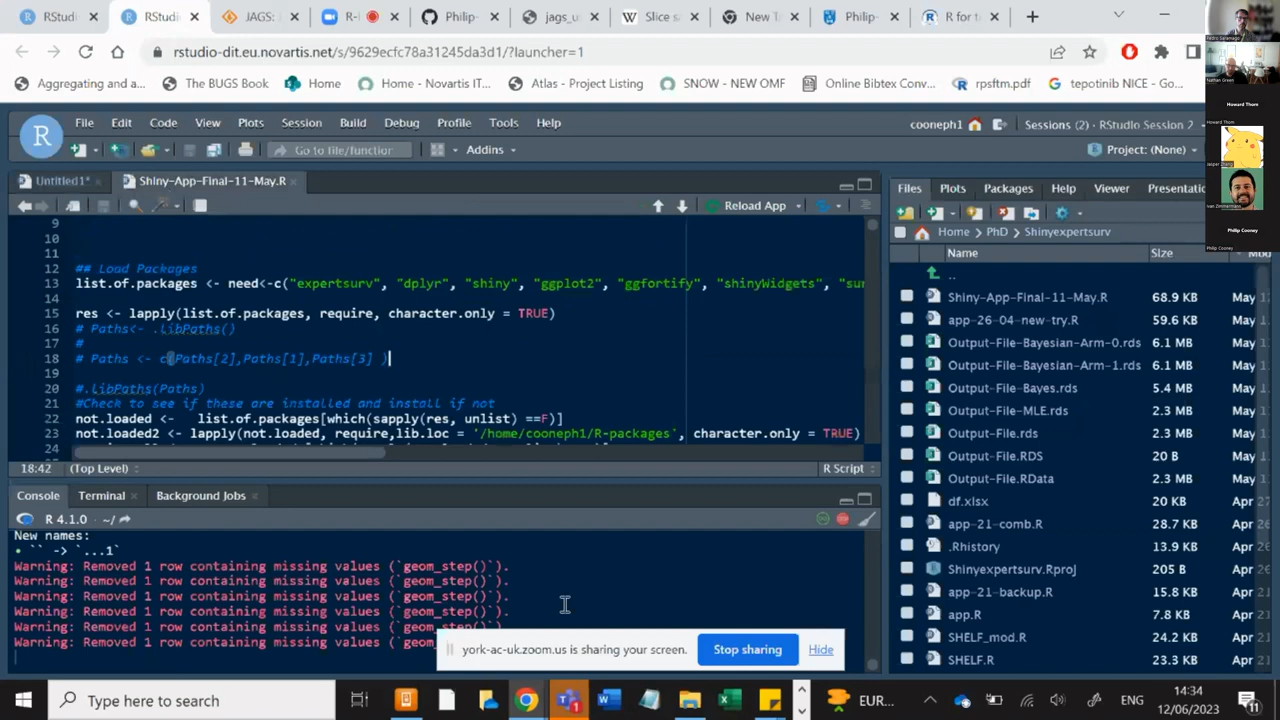 RStudi
RStudi
JAGS:
R-l
Philip-
jags_u
Slice s
New T
Philip-
R for t
rstudio-dit.eu.novartis.net/s/9629ecfc78a31245da3d1/?launcher=1
Aggregating and a...
The BUGS Book
Home
Home - Novartis IT...
Project Listing
SNOW - NEW OMF
Online Bibtex Conv...
rpsftm.pdf
tepotinib NICE - Go...
File Edit Code View Plots Session Build Debug Profile Tools Help
cooneph1
Sessions (2)
RStudio Session 2
Go to file/function
Addins
Project: (None)
Untitled1*
Shiny-App-Final-11-May.R
Reload App
9
10
11
12 ## Load Packages
13 list.of.packages <- need<-c("expertsurv", "dplyr", "shiny", "ggplot2", "ggfortify", "shinyWidgets", "sur
14
15 res <- lapply(list.of.packages, require, character.only = TRUE)
16 # Paths<- .libPaths()
17 #
18 # Paths <- c(Paths[2],Paths[1],Paths[3] )
19
20 #.libPaths(Paths)
21 #Check to see if these are installed and install if not
22 not.loaded <- list.of.packages[which(sapply(res, unlist) ==F)]
23 not.loaded2 <- lapply(not.loaded, require,lib.loc = '/home/cooneph1/R-packages', character.only = TRUE)
24
18:42 (Top Level) R Script
Console Terminal Background Jobs
R 4.1.0 · ~/
New names:
• `` -> `...1`
Warning: Removed 1 row containing missing values (`geom_step()`).
Warning: Removed 1 row containing missing values (`geom_step()`).
Warning: Removed 1 row containing missing values (`geom_step()`).
Warning: Removed 1 row containing missing values (`geom_step()`).
Warning: Removed 1 row containing missing values (`geom_step()`).
Warning: Removed 1 row containing missing values (`geom_
york-ac-uk.zoom.us is sharing your screen.
Stop sharing
Hide
Files Plots Packages Help Viewer Presentatio
Home PhD Shinyexpertsurv
Name Size Mod
..
Shiny-App-Final-11-May.R 68.9 KB May
app-26-04-new-try.R 59.6 KB May
Output-File-Bayesian-Arm-0.rds 6.1 MB May
Output-File-Bayesian-Arm-1.rds 6.1 MB May
Output-File-Bayes.rds 5.4 MB May
Output-File-MLE.rds 2.3 MB May
Output-File.rds 2.3 MB May
Output-File.RDS 20 B May
Output-File.RData 2.3 MB May
df.xlsx 20 KB Apr
app-21-comb.R 28.7 KB Apr
.Rhistory 13.9 KB Apr
Shinyexpertsurv.Rproj 205 B Apr
app-21-backup.R 15.8 KB Apr
app.R 7.8 KB Apr
SHELF_mod.R 24.2 KB Apr
SHELF.R 23.3 KB Apr
Pedro Saramago
Nathan Green
Howard Thom
Howard Thom
Jasper Zhang
Ivan Zimmermann
Philip Cooney
Philip Cooney
Type here to search
EUR...
ENG
14:34
12/06/2023
11